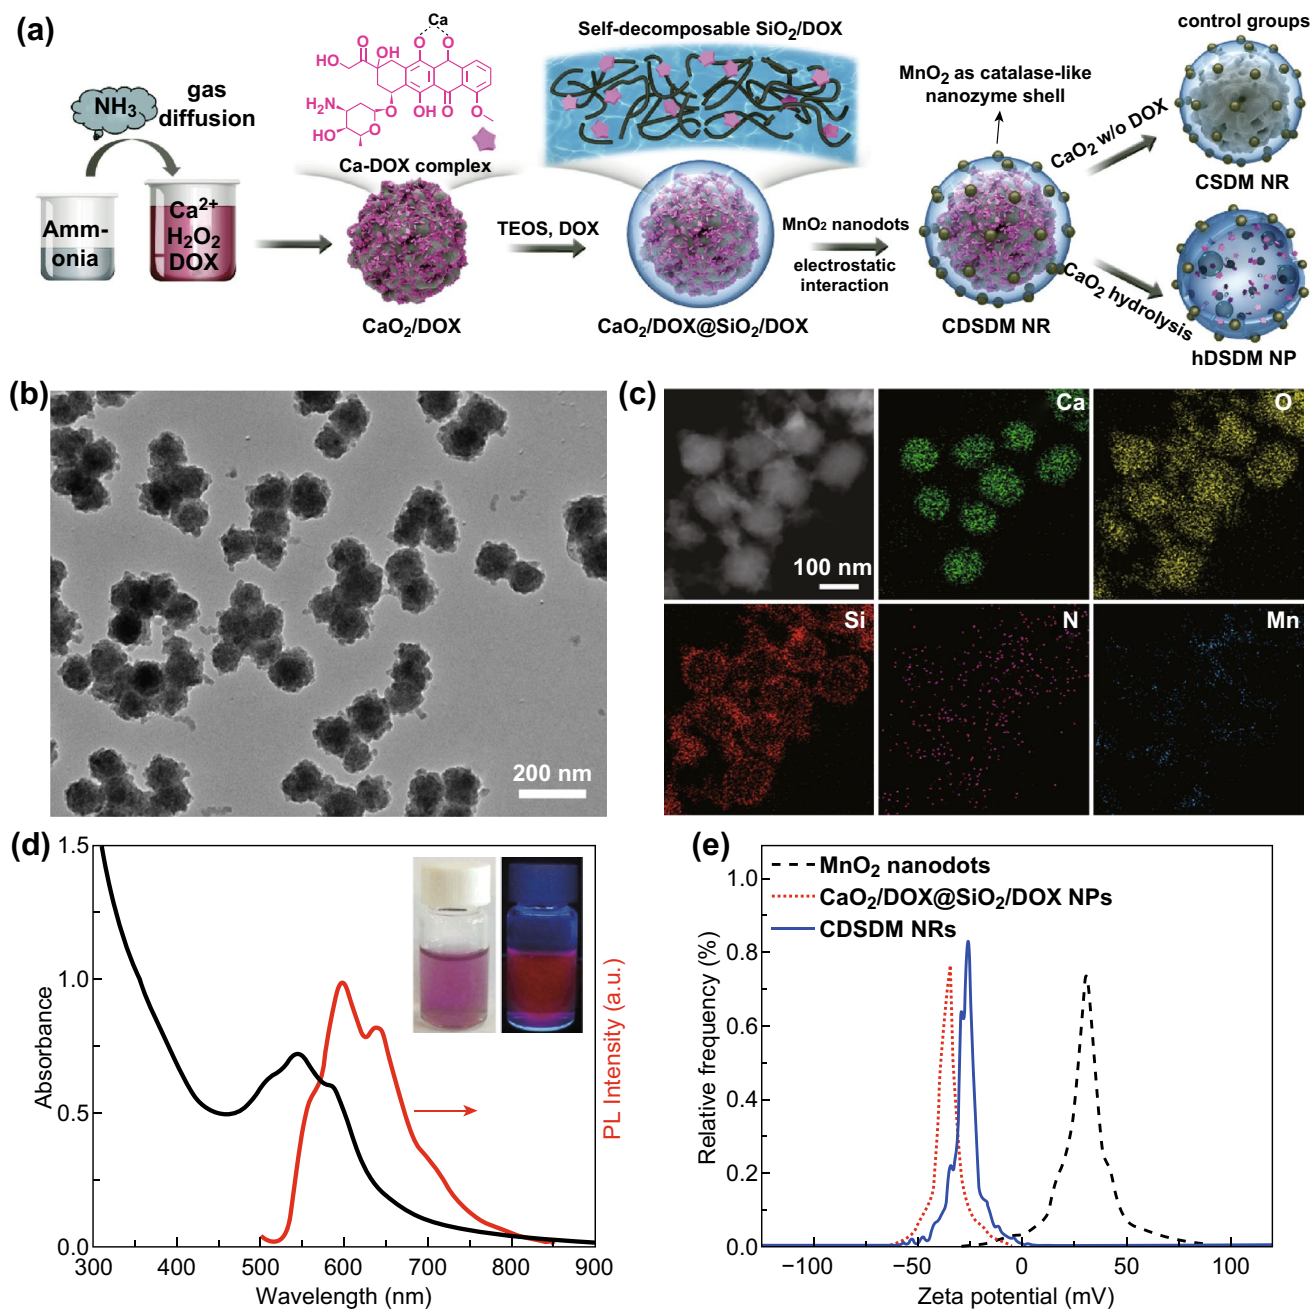 (a)
NH₃
gas
diffusion
Amm-
onia
Ca²⁺
H₂O₂
DOX
Ca
O
O
O
OH
HO
H₂N
O
O
OH
O
HO
O
Ca-DOX complex
CaO₂/DOX
TEOS, DOX
Self-decomposable SiO₂/DOX
CaO₂/DOX@SiO₂/DOX
MnO₂ nanodots
electrostatic
interaction
MnO₂ as catalase-like
nanozyme shell
CDSDM NR
CaO₂ w/o DOX
CaO₂ hydrolysis
control groups
CSDM NR
hDSDM NP
(b)
200 nm
(c)
100 nm
Ca
O
Si
N
Mn
(d)
1.5
1.0
0.5
0.0
Absorbance
PL Intensity (a.u.)
300 400 500 600 700 800 900
Wavelength (nm)
(e)
MnO₂ nanodots
CaO₂/DOX@SiO₂/DOX NPs
CDSDM NRs
1.0
0.8
0.6
0.4
0.2
0.0
Relative frequency (%)
−100 −50 0 50 100
Zeta potential (mV)